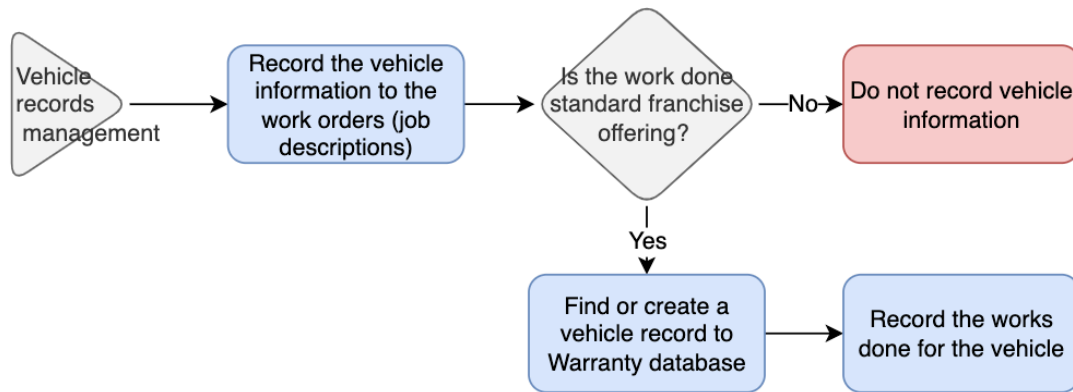 Vehicle
records
management
Record the vehicle
information to the
work orders (job
descriptions)
Is the work done
standard franchise
offering?
No
Do not record vehicle
information
Yes
Find or create a
vehicle record to
Warranty database
Record the works
done for the vehicle